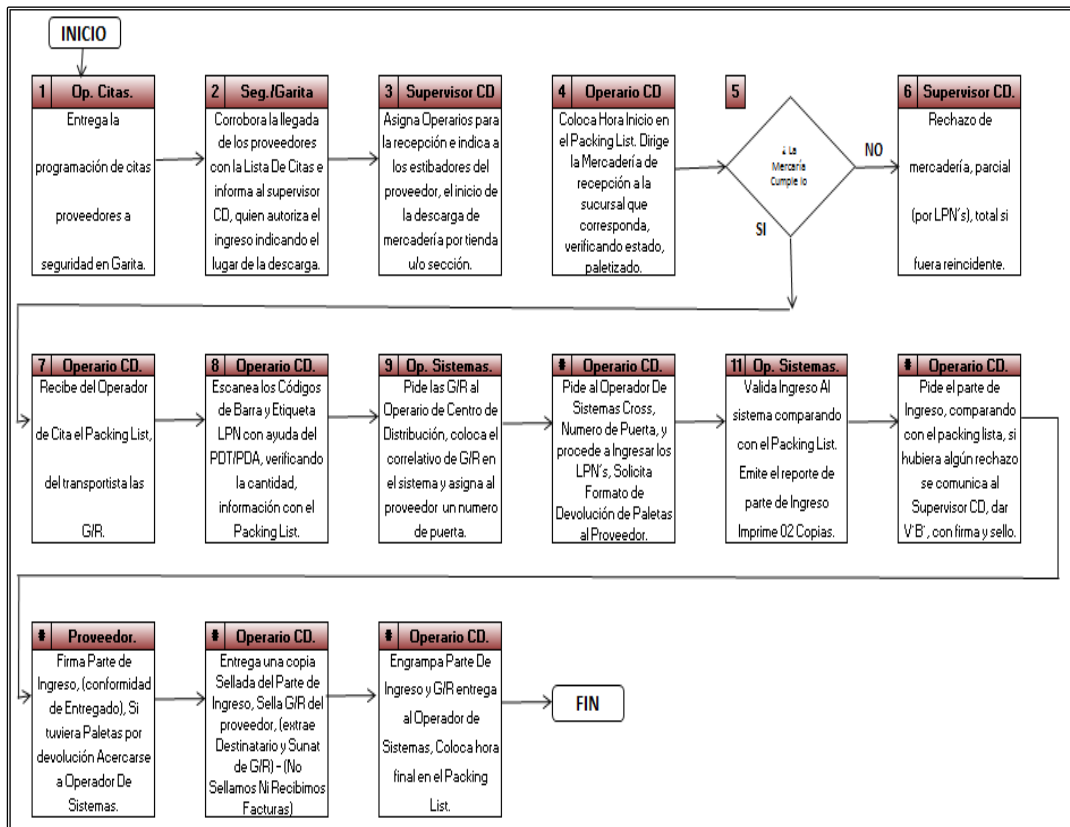 INICIO
1 Op. Citas.
Entrega la
programación de citas
proveedores a
seguridad en Garita.
2 Seg./Garita
Corrobora la llegada
de los proveedores
con la Lista De Citas e
informa al supervisor
CD, quien autoriza el
ingreso indicando el
lugar de la descarga.
3 Supervisor CD
Asigna Operarios para
la recepción e indica a
los estibadores del
proveedor, el inicio de
la descarga de
mercadería por tienda
u/o sección.
4 Operario CD
Coloca Hora Inicio en
el Packing List. Dirige
la Mercadería de
recepción a la
sucursal que
corresponda,
verificando estado,
paletizado.
5
¿ La
Mercaría
Cumple lo
NO
SI
6 Supervisor CD.
Rechazo de
mercadería, parcial
(por LPN's), total si
fuera reincidente.
7 Operario CD.
Recibe del Operador
de Cita el Packing List,
del transportista las
G/R.
8 Operario CD.
Escanea los Códigos
de Barra y Etiqueta
LPN con ayuda del
PDT/PDA, verificando
la cantidad,
información con el
Packing List.
9 Op. Sistemas.
Pide las G/R al
Operario de Centro de
Distribución, coloca el
correlativo de G/R en
el sistema y asigna al
proveedor un numero
de puerta.
# Operario CD.
Pide al Operador De
Sistemas Cross,
Numero de Puerta, y
procede a Ingresar los
LPN´s, Solicita
Formato de
Devolución de Paletas
al Proveedor.
11 Op. Sistemas.
Valida Ingreso Al
sistema comparando
con el Packing List.
Emite el reporte de
parte de Ingreso
Imprime 02 Copias.
# Operario CD.
Pide el parte de
Ingreso, comparando
con el packing lista, si
hubiera algún rechazo
se comunica al
Supervisor CD, dar
V´B´, con firma y sello.
# Proveedor.
Firma Parte de
Ingreso, (conformidad
de Entregado), Si
tuviera Paletas por
devolución Acercarse
a Operador De
Sistemas.
# Operario CD.
Entrega una copia
Sellada del Parte de
Ingreso, Sella G/R del
proveedor, (extrae
Destinatario y Sunat
de G/R) - (No
Sellamos Ni Recibimos
Facturas)
# Operario CD.
Engrampa Parte De
Ingreso y G/R entrega
al Operador de
Sistemas, Coloca hora
final en el Packing
List.
FIN